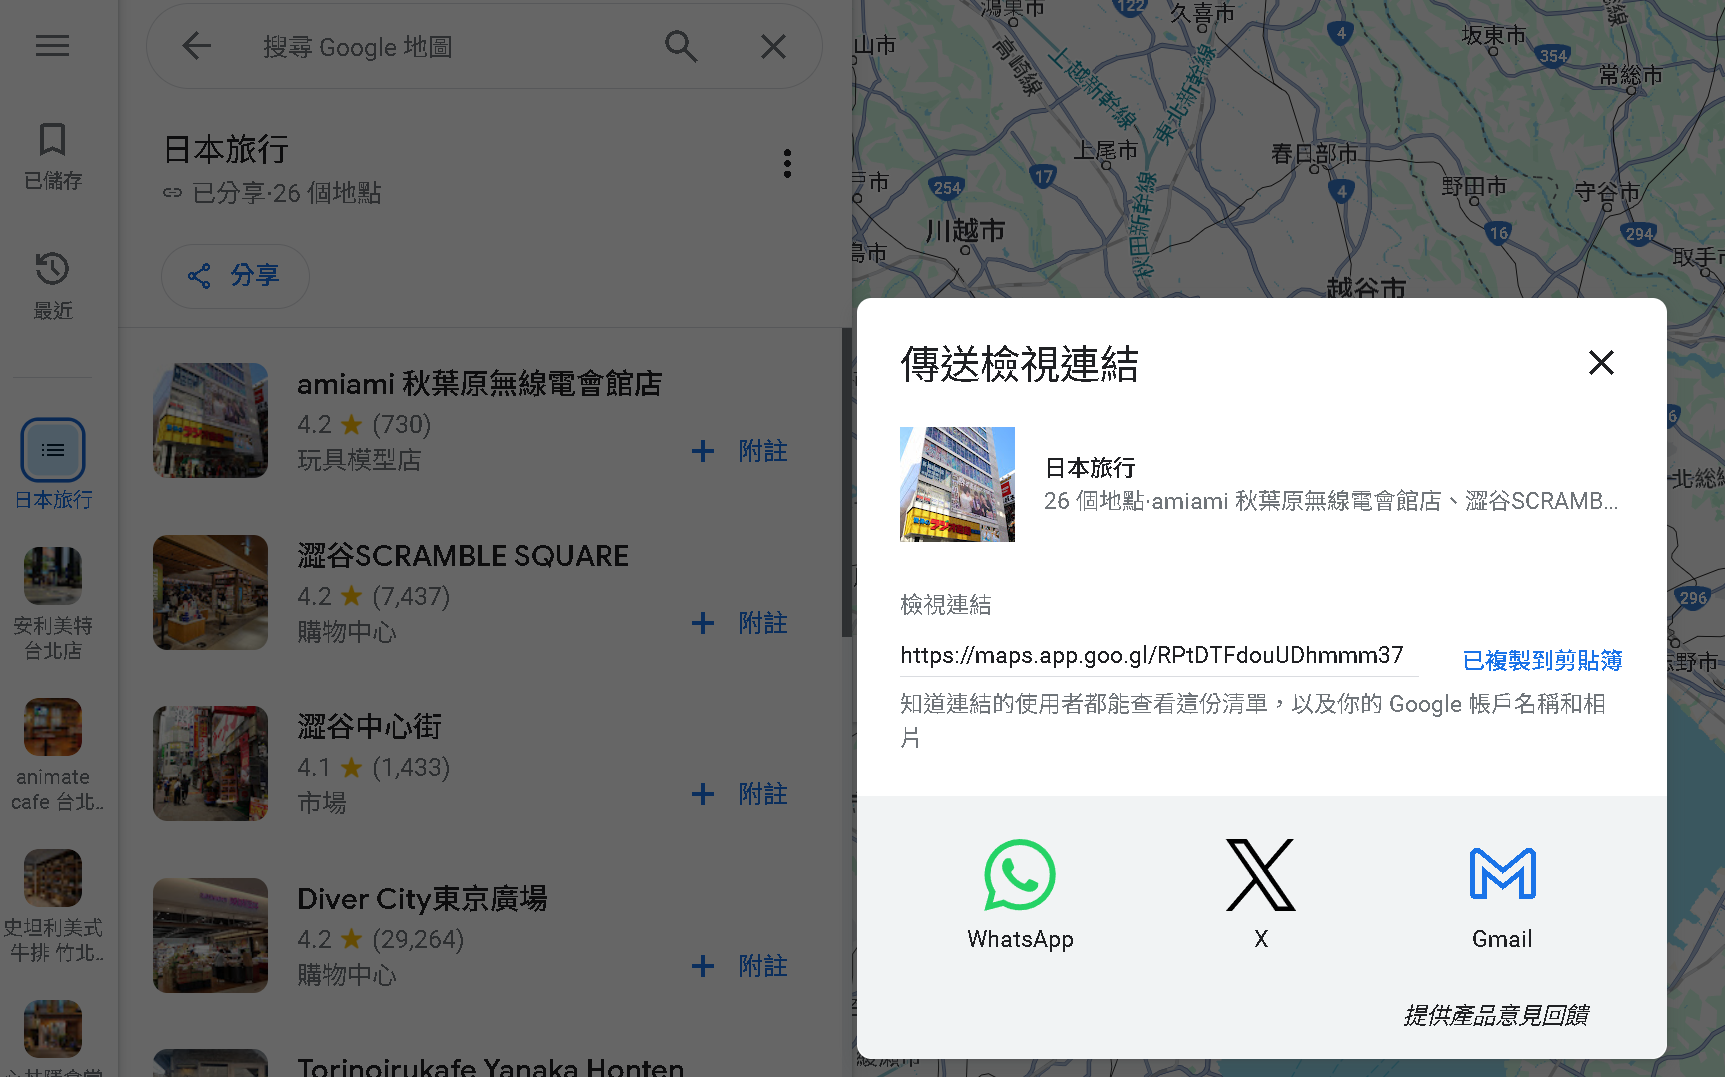 搜尋 Google 地圖
已儲存
最近
日本旅行
安利美特
台北店
animate
cafe 台北...
史坦利美式
牛排 竹北...
日本旅行
已分享·26 個地點
分享
amiami 秋葉原無線電會館店
4.2 ★ (730)
玩具模型店
+ 附註
澀谷SCRAMBLE SQUARE
4.2 ★ (7,437)
購物中心
+ 附註
澀谷中心街
4.1 ★ (1,433)
市場
+ 附註
Diver City東京廣場
4.2 ★ (29,264)
購物中心
+ 附註
Torinoirukafe Yanaka Honten
鴻巣市
122
久喜市
4
坂東市
354
常総市
山市
高崎線
上越新幹線
東北新幹線
上尾市
春日部市
戸市
254
17
4
野田市
守谷市
秋田新幹線
川越市
16
294
島市
取手市
越谷市
6
北総線
296
志野市
綾瀬市
傳送檢視連結
日本旅行
26 個地點·amiami 秋葉原無線電會館店、澀谷SCRAMB...
檢視連結
https://maps.app.goo.gl/RPtDTFdouUDhmmm37
已複製到剪貼簿
知道連結的使用者都能查看這份清單，以及你的 Google 帳戶名稱和相
片
WhatsApp
X
Gmail
提供產品意見回饋